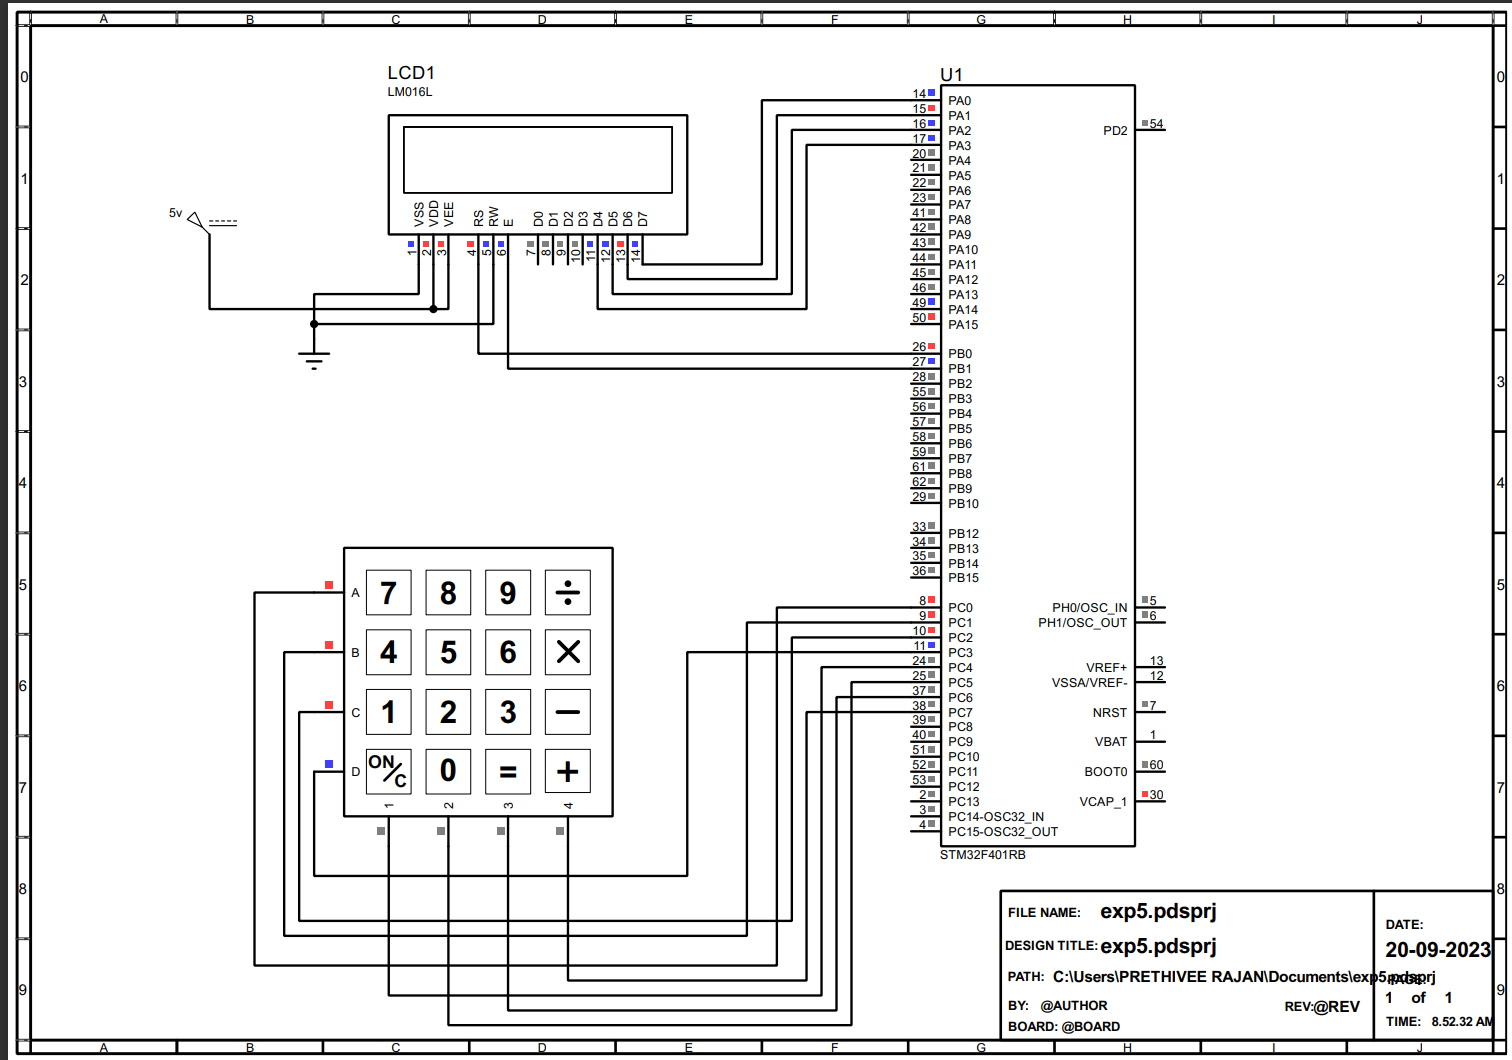 A B C D E F G H I J
0 0
1 1
2 2
3 3
4 4
5 5
6 6
7 7
8 8
9 9
LCD1
LM016L
VSS VDD VEE RS RW E D0 D1 D2 D3 D4 D5 D6 D7
1 2 3 4 5 6 7 8 9 10 11 12 13 14
5v
U1
14 PA0
15 PA1
16 PA2
17 PA3
20 PA4
21 PA5
22 PA6
23 PA7
41 PA8
42 PA9
43 PA10
44 PA11
45 PA12
46 PA13
49 PA14
50 PA15
26 PB0
27 PB1
28 PB2
55 PB3
56 PB4
57 PB5
58 PB6
59 PB7
61 PB8
62 PB9
29 PB10
33 PB12
34 PB13
35 PB14
36 PB15
8 PC0
9 PC1
10 PC2
11 PC3
24 PC4
25 PC5
37 PC6
38 PC7
39 PC8
40 PC9
51 PC10
52 PC11
53 PC12
2 PC13
3 PC14-OSC32_IN
4 PC15-OSC32_OUT
PD2 54
PH0/OSC_IN 5
PH1/OSC_OUT 6
VREF+ 13
VSSA/VREF- 12
NRST 7
VBAT 1
BOOT0 60
VCAP_1 30
STM32F401RB
A 7 8 9 ÷
B 4 5 6 ×
C 1 2 3 −
D ON/C 0 = +
1 2 3 4
FILE NAME: exp5.pdsprj
DESIGN TITLE: exp5.pdsprj
PATH: C:\Users\PRETHIVEE RAJAN\Documents\exp5.pdsprj
BY: @AUTHOR REV:@REV
BOARD: @BOARD
DATE:
20-09-2023
PAGE:
1 of 1
TIME: 8.52.32 AM
A B C D E F G H I J